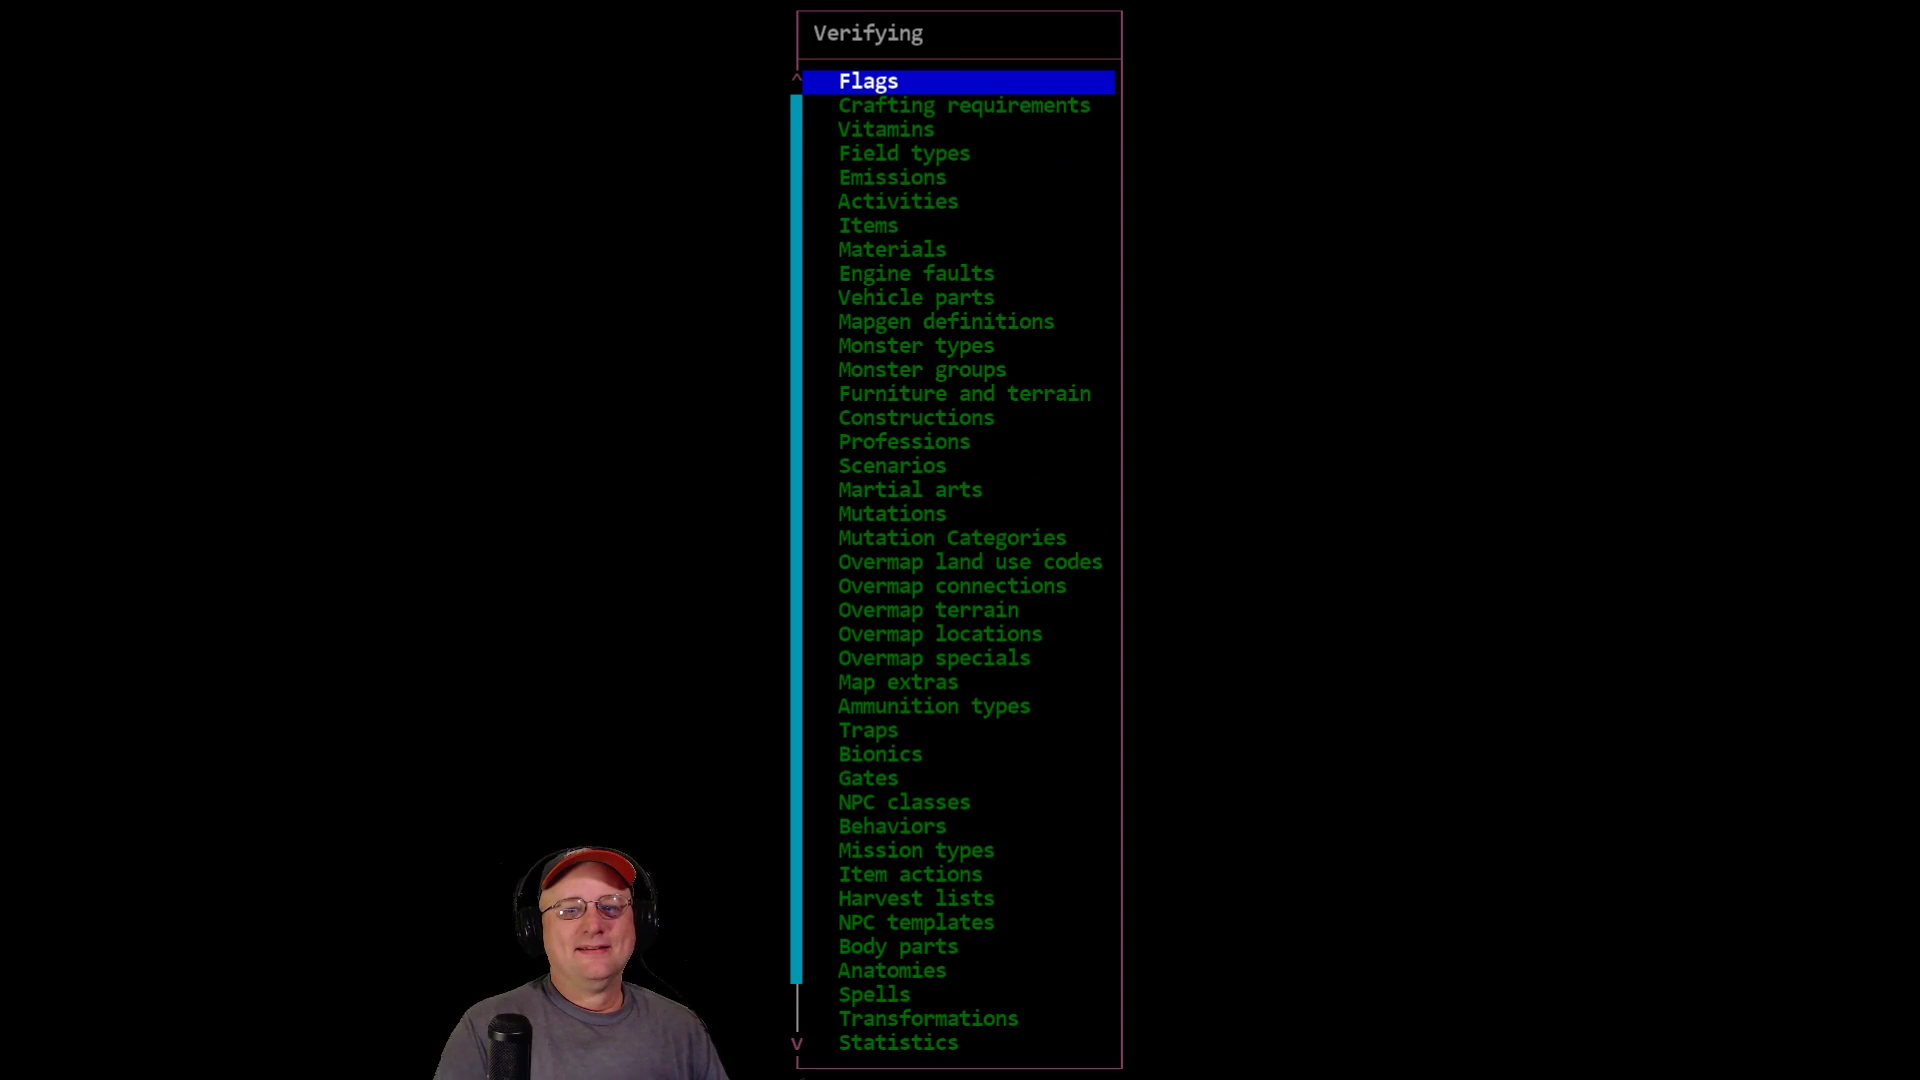 Verifying
Flags
Crafting requirements
Vitamins
Field types
Emissions
Activities
Items
Materials
Engine faults
Vehicle parts
Mapgen definitions
Monster types
Monster groups
Furniture and terrain
Constructions
Professions
Scenarios
Martial arts
Mutations
Mutation Categories
Overmap land use codes
Overmap connections
Overmap terrain
Overmap locations
Overmap specials
Map extras
Ammunition types
Traps
Bionics
Gates
NPC classes
Behaviors
Mission types
Item actions
Harvest lists
NPC templates
Body parts
Anatomies
Spells
Transformations
Statistics